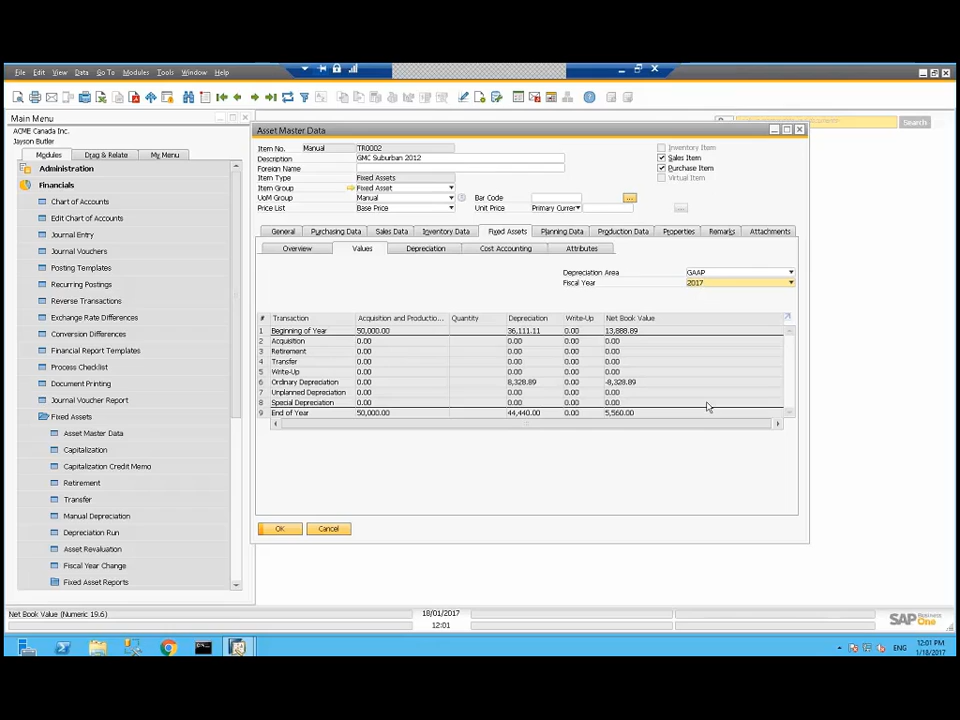 File Edit View Data Go To Modules Tools Window Help
Main Menu
ACME Canada Inc.
Jayson Butler
Modules Drag & Relate My Menu
Administration
Financials
Chart of Accounts
Edit Chart of Accounts
Journal Entry
Journal Vouchers
Posting Templates
Recurring Postings
Reverse Transactions
Exchange Rate Differences
Conversion Differences
Financial Report Templates
Process Checklist
Document Printing
Journal Voucher Report
Fixed Assets
Asset Master Data
Capitalization
Capitalization Credit Memo
Retirement
Transfer
Manual Depreciation
Depreciation Run
Asset Revaluation
Fiscal Year Change
Fixed Asset Reports
Search
Asset Master Data
Item No. Manual TR0002
Description GMC Suburban 2012
Foreign Name
Item Type Fixed Assets
Item Group Fixed Asset
UoM Group Manual Bar Code ...
Price List Base Price Unit Price Primary Currer ...
Inventory Item
Sales Item
Purchase Item
Virtual Item
General Purchasing Data Sales Data Inventory Data Fixed Assets Planning Data Production Data Properties Remarks Attachments
Overview Values Depreciation Cost Accounting Attributes
Depreciation Area GAAP
Fiscal Year 2017
# Transaction Acquisition and Productio... Quantity Depreciation Write-Up Net Book Value
1 Beginning of Year 50,000.00 36,111.11 0.00 13,888.89
2 Acquisition 0.00 0.00 0.00 0.00
3 Retirement 0.00 0.00 0.00 0.00
4 Transfer 0.00 0.00 0.00 0.00
5 Write-Up 0.00 0.00 0.00 0.00
6 Ordinary Depreciation 0.00 8,328.89 0.00 -8,328.89
7 Unplanned Depreciation 0.00 0.00 0.00 0.00
8 Special Depreciation 0.00 0.00 0.00 0.00
9 End of Year 50,000.00 44,440.00 0.00 5,560.00
OK Cancel
Net Book Value (Numeric 19.6)
18/01/2017
12:01
SAP Business One
ENG
12:01 PM
1/18/2017